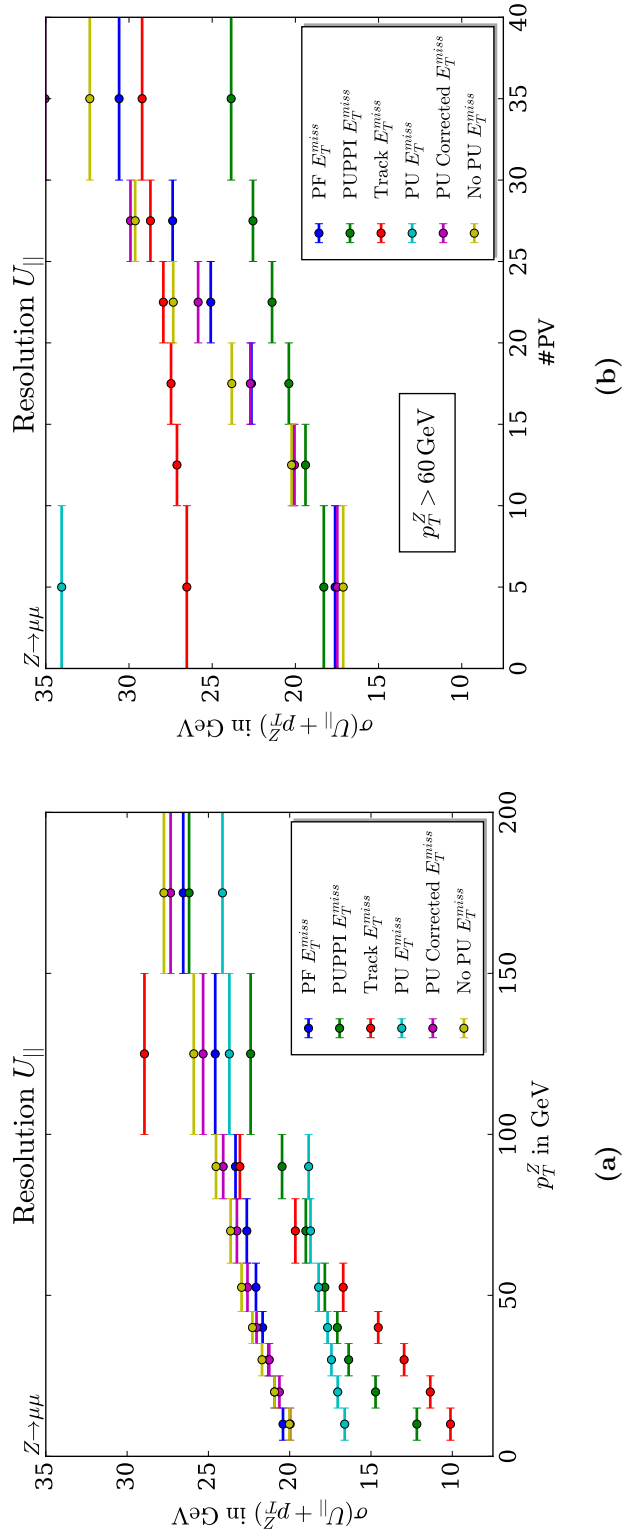 Z→μμ
Resolution U||
σ(U|| + p_T^Z) in GeV
35
30
25
20
15
10
0
50
100
150
200
p_T^Z in GeV
PF E_T^miss
PUPPI E_T^miss
Track E_T^miss
PU E_T^miss
PU Corrected E_T^miss
No PU E_T^miss
(a)
Z→μμ
Resolution U||
σ(U|| + p_T^Z) in GeV
35
30
25
20
15
10
0
5
10
15
20
25
30
35
40
#PV
p_T^Z > 60 GeV
PF E_T^miss
PUPPI E_T^miss
Track E_T^miss
PU E_T^miss
PU Corrected E_T^miss
No PU E_T^miss
(b)